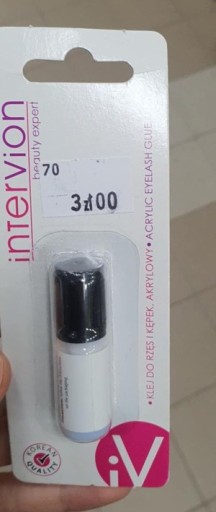 intervion
beauty expert
70
3zł00
• KLEJ DO RZĘS I KĘPEK, AKRYLOWY • ACRYLIC EYELASH GLUE
KOREAN
QUALITY
iV